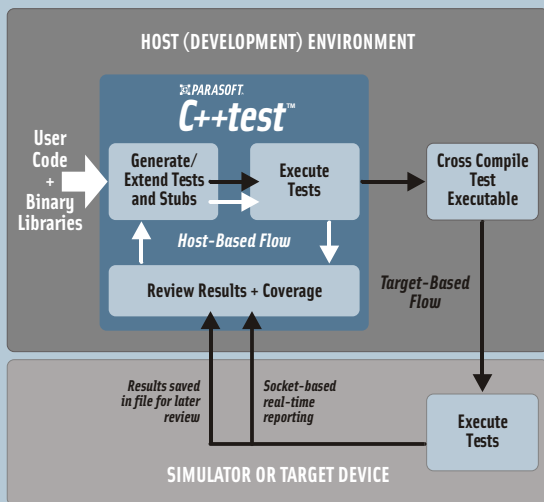 HOST (DEVELOPMENT) ENVIRONMENT
PARASOFT.
C++test™
User
Code
+
Binary
Libraries
Generate/
Extend Tests
and Stubs
Execute
Tests
Cross Compile
Test
Executable
Host-Based Flow
Review Results + Coverage
Target-Based
Flow
Results saved
in file for later
review
Socket-based
real-time
reporting
Execute
Tests
SIMULATOR OR TARGET DEVICE